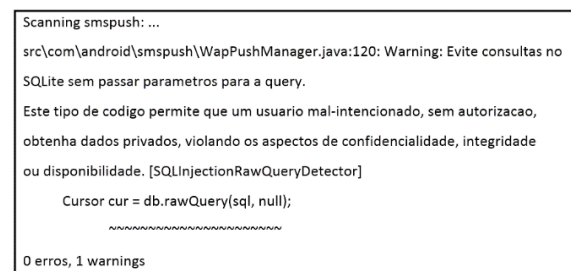 Scanning smspush: ...
src\com\android\smspush\WapPushManager.java:120: Warning: Evite consultas no
SQLite sem passar parametros para a query.
Este tipo de codigo permite que um usuario mal-intencionado, sem autorizacao,
obtenha dados privados, violando os aspectos de confidencialidade, integridade
ou disponibilidade. [SQLInjectionRawQueryDetector]
Cursor cur = db.rawQuery(sql, null);
~~~~~~~~~~~~~~~~~~~~~~
0 erros, 1 warnings